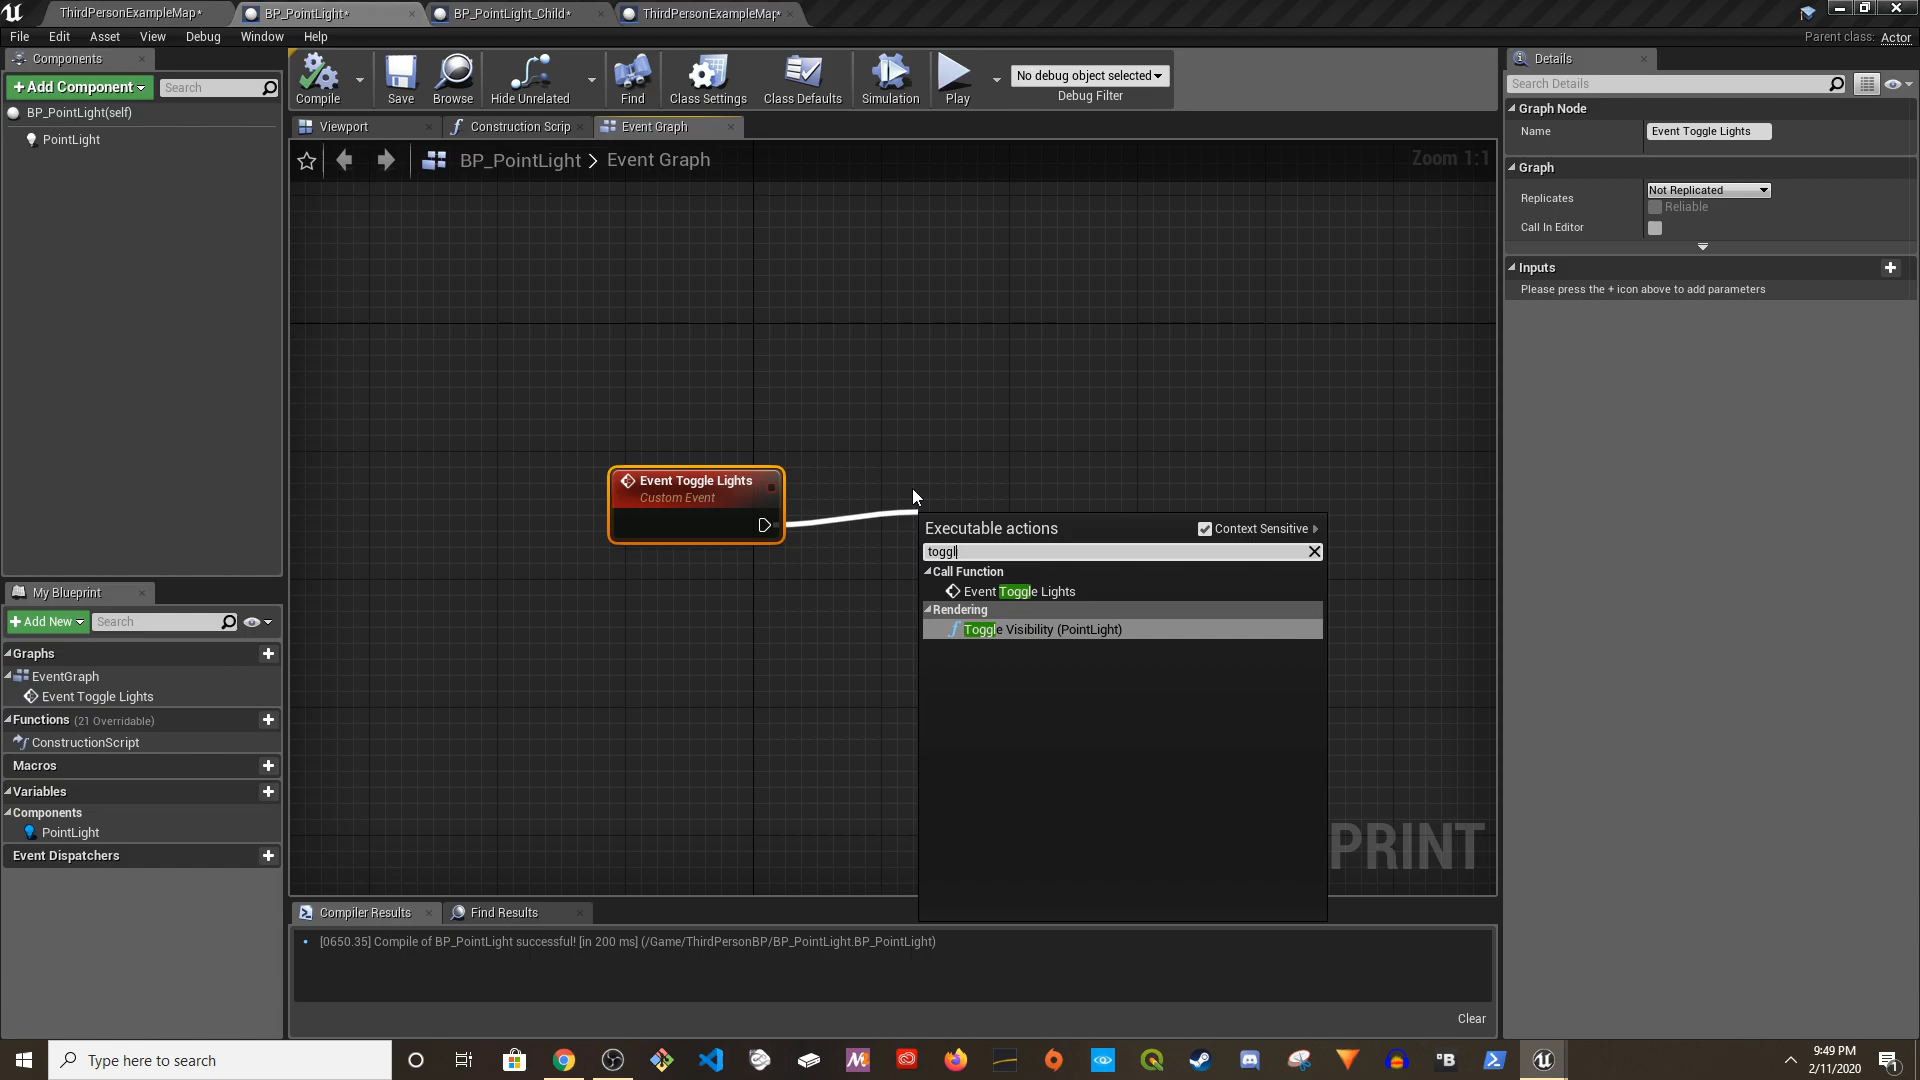 ThirdPersonExampleMap*
BP_PointLight*
BP_PointLight_Child*
ThirdPersonExampleMap*
File Edit Asset View Debug Window Help
Parent class: Actor
Components
+Add Component
Search
BP_PointLight(self)
PointLight
Compile
Save
Browse
Hide Unrelated
Find
Class Settings
Class Defaults
Simulation
Play
No debug object selected
Debug Filter
Viewport
Construction Scrip
Event Graph
BP_PointLight > Event Graph
Zoom 1:1
Event Toggle Lights
Custom Event
Executable actions
Context Sensitive
toggl
Call Function
Event Toggle Lights
Rendering
Toggle Visibility (PointLight)
PRINT
Details
Search Details
Graph Node
Name
Event Toggle Lights
Graph
Replicates
Not Replicated
Reliable
Call In Editor
Inputs
Please press the + icon above to add parameters
My Blueprint
+Add New
Search
Graphs
EventGraph
Event Toggle Lights
Functions (21 Overridable)
ConstructionScript
Macros
Variables
Components
PointLight
Event Dispatchers
Compiler Results
Find Results
[0650.35] Compile of BP_PointLight successful! [in 200 ms] (/Game/ThirdPersonBP/BP_PointLight.BP_PointLight)
Clear
Type here to search
9:49 PM
2/11/2020